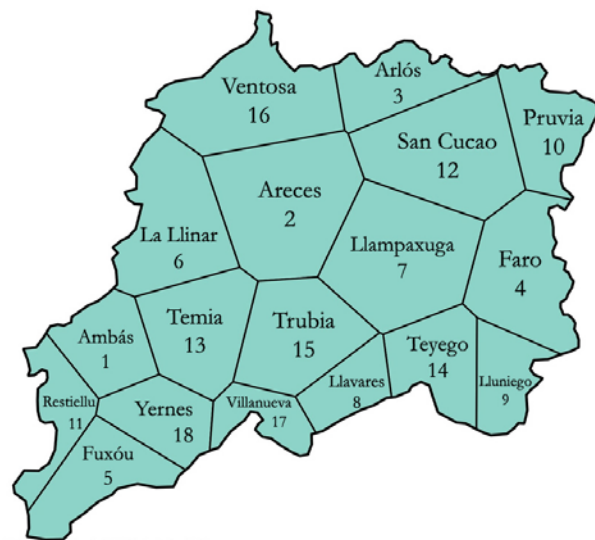 Arlós
3
Ventosa
16
Pruvia
10
San Cucao
12
Areces
2
La Llinar
6
Llampaxuga
7
Faro
4
Temia
13
Trubia
15
Ambás
1
Teyego
14
Lluniego
9
Llavares
8
Restiellu
11
Yernes
18
Villanueva
17
Fuxóu
5